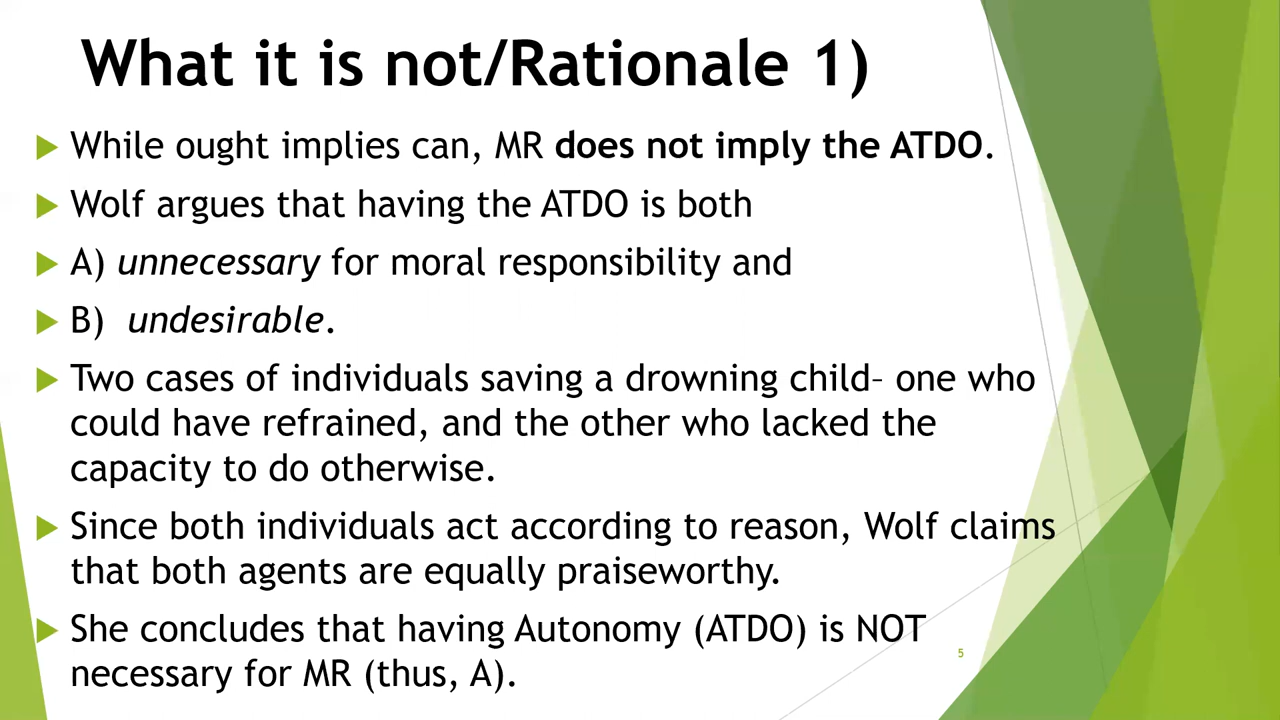 What it is not/Rationale 1)
While ought implies can, MR does not imply the ATDO.
Wolf argues that having the ATDO is both
A) unnecessary for moral responsibility and
B) undesirable.
Two cases of individuals saving a drowning child– one who
could have refrained, and the other who lacked the
capacity to do otherwise.
Since both individuals act according to reason, Wolf claims
that both agents are equally praiseworthy.
She concludes that having Autonomy (ATDO) is NOT
necessary for MR (thus, A).
5